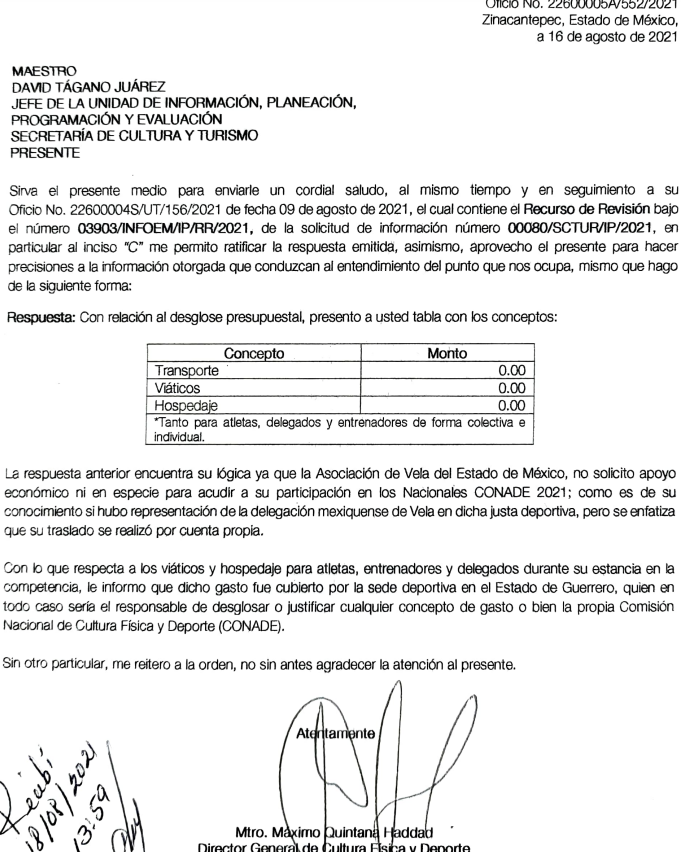 Oficio No. 22600005A/552/2021
Zinacantepec, Estado de México,
a 16 de agosto de 2021
MAESTRO
DAVID TÁGANO JUÁREZ
JEFE DE LA UNIDAD DE INFORMACIÓN, PLANEACIÓN,
PROGRAMACIÓN Y EVALUACIÓN
SECRETARÍA DE CULTURA Y TURISMO
PRESENTE
Sirva el presente medio para enviarle un cordial saludo, al mismo tiempo y en seguimiento a su
Oficio No. 22600004S/UT/156/2021 de fecha 09 de agosto de 2021, el cual contiene el Recurso de Revisión bajo
el número 03903/INFOEM/IP/RR/2021, de la solicitud de información número 00080/SCTUR/IP/2021, en
particular al inciso "C" me permito ratificar la respuesta emitida, asimismo, aprovecho el presente para hacer
precisiones a la información otorgada que conduzcan al entendimiento del punto que nos ocupa, mismo que hago
de la siguiente forma:
Respuesta: Con relación al desglose presupuestal, presento a usted tabla con los conceptos:
Concepto Monto
Transporte 0.00
Viáticos 0.00
Hospedaje 0.00
*Tanto para atletas, delegados y entrenadores de forma colectiva e
individual.
La respuesta anterior encuentra su lógica ya que la Asociación de Vela del Estado de México, no solicito apoyo
económico ni en especie para acudir a su participación en los Nacionales CONADE 2021; como es de su
conocimiento si hubo representación de la delegación mexiquense de Vela en dicha justa deportiva, pero se enfatiza
que su traslado se realizó por cuenta propia.
Con lo que respecta a los viáticos y hospedaje para atletas, entrenadores y delegados durante su estancia en la
competencia, le informo que dicho gasto fue cubierto por la sede deportiva en el Estado de Guerrero, quien en
todo caso sería el responsable de desglosar o justificar cualquier concepto de gasto o bien la propia Comisión
Nacional de Cultura Física y Deporte (CONADE).
Sin otro particular, me reitero a la orden, no sin antes agradecer la atención al presente.
Atentamente
Recibí
18/08/2021
13:59
Mtro. Máximo Quintana Haddad
Director General de Cultura Física y Deporte